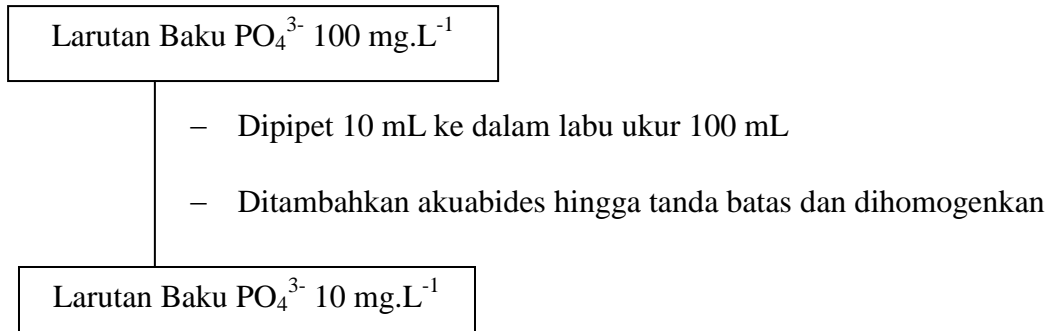 Larutan Baku PO₄³⁻ 100 mg.L⁻¹
– Dipipet 10 mL ke dalam labu ukur 100 mL
– Ditambahkan akuabides hingga tanda batas dan dihomogenkan
Larutan Baku PO₄³⁻ 10 mg.L⁻¹